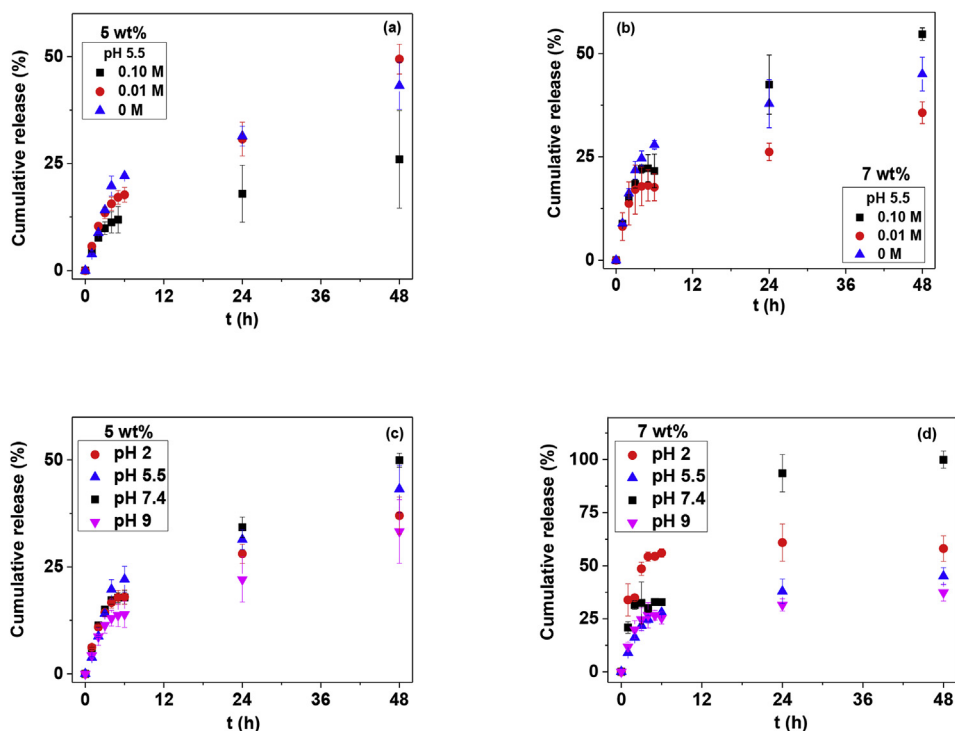 5 wt%
(a)
pH 5.5
0.10 M
0.01 M
0 M
Cumulative release (%)
50
25
0
0 12 24 36 48
t (h)
(b)
7 wt%
pH 5.5
0.10 M
0.01 M
0 M
Cumulative release (%)
50
25
0
0 12 24 36 48
t (h)
5 wt%
(c)
pH 2
pH 5.5
pH 7.4
pH 9
Cumulative release (%)
50
25
0
0 12 24 36 48
t (h)
7 wt%
(d)
pH 2
pH 5.5
pH 7.4
pH 9
Cumulative release (%)
100
75
50
25
0
0 12 24 36 48
t (h)